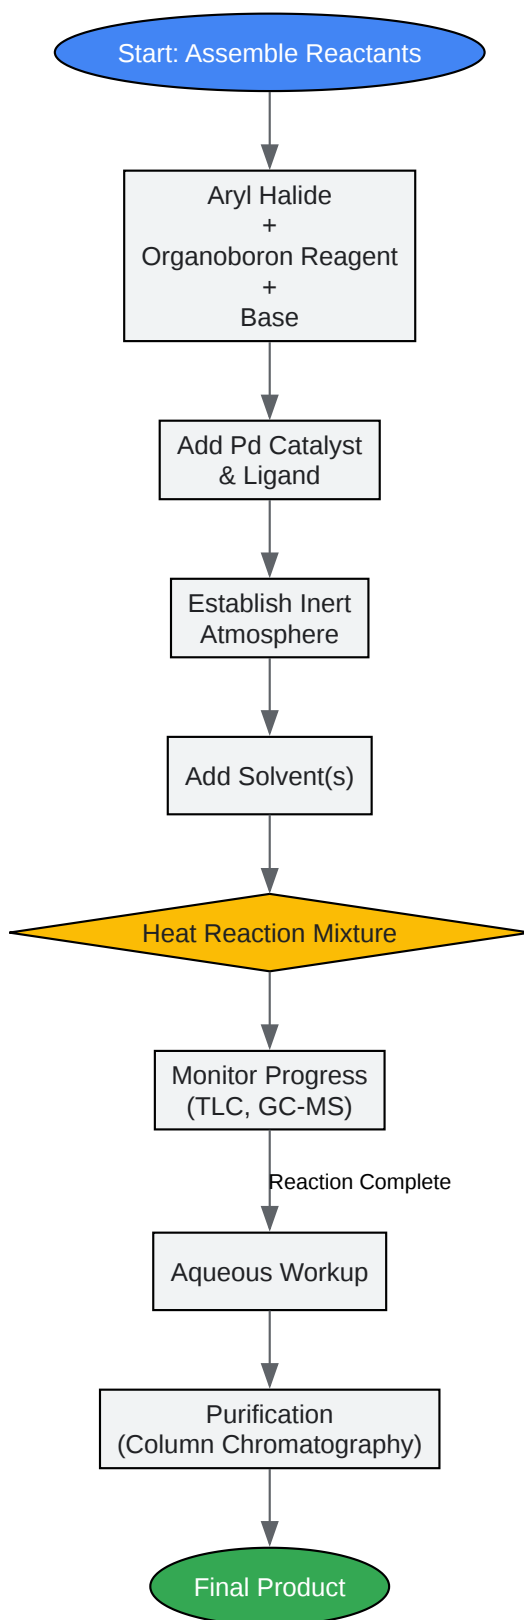 Start: Assemble Reactants
Aryl Halide
+
Organoboron Reagent
+
Base
Add Pd Catalyst
& Ligand
Establish Inert
Atmosphere
Add Solvent(s)
Heat Reaction Mixture
Monitor Progress
(TLC, GC-MS)
Reaction Complete
Aqueous Workup
Purification
(Column Chromatography)
Final Product